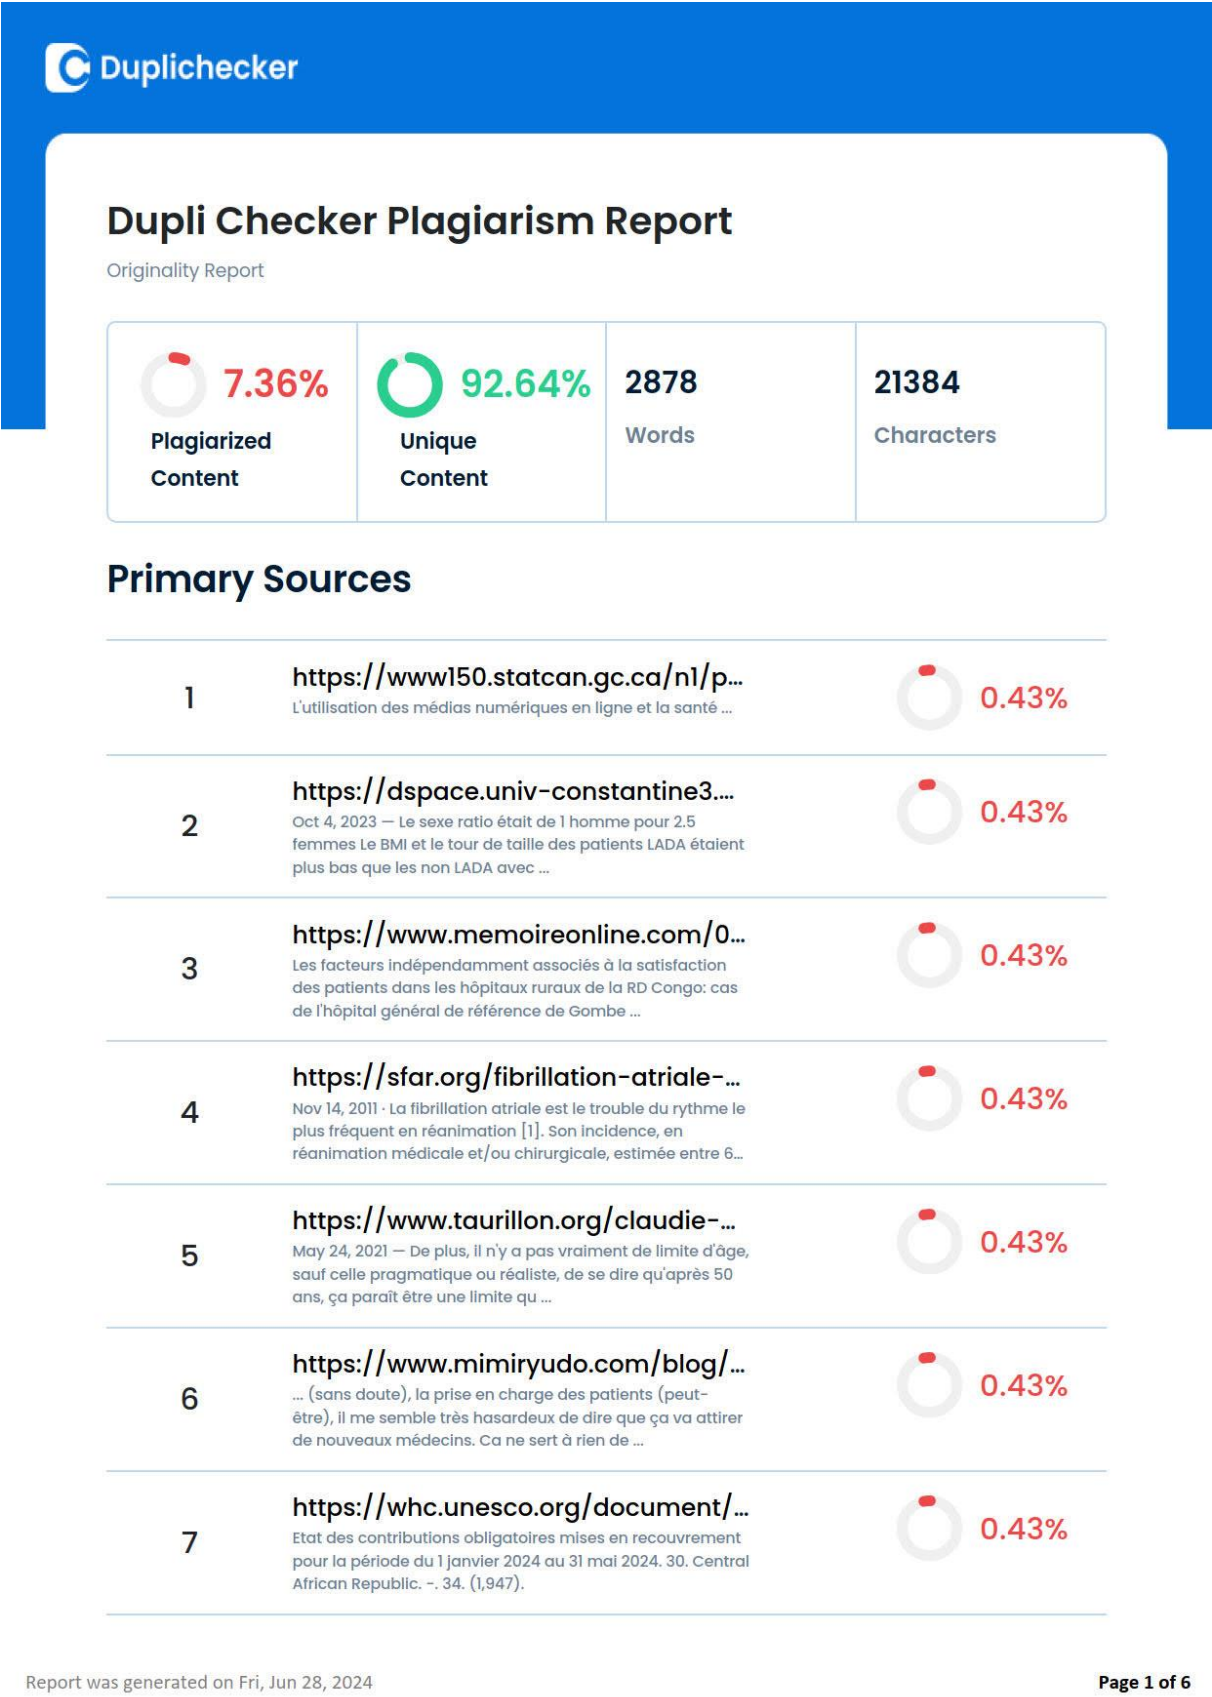 Duplichecker
Dupli Checker Plagiarism Report
Originality Report
7.36%
Plagiarized
Content
92.64%
Unique
Content
2878
Words
21384
Characters
Primary Sources
1
https://www150.statcan.gc.ca/n1/p...
L'utilisation des médias numériques en ligne et la santé ...
0.43%
2
https://dspace.univ-constantine3....
Oct 4, 2023 — Le sexe ratio était de 1 homme pour 2.5
femmes Le BMI et le tour de taille des patients LADA étaient
plus bas que les non LADA avec ...
0.43%
3
https://www.memoireonline.com/0...
Les facteurs indépendamment associés à la satisfaction
des patients dans les hôpitaux ruraux de la RD Congo: cas
de l'hôpital général de référence de Gombe ...
0.43%
4
https://sfar.org/fibrillation-atriale-...
Nov 14, 2011 · La fibrillation atriale est le trouble du rythme le
plus fréquent en réanimation [1]. Son incidence, en
réanimation médicale et/ou chirurgicale, estimée entre 6...
0.43%
5
https://www.taurillon.org/claudie-...
May 24, 2021 — De plus, il n'y a pas vraiment de limite d'âge,
sauf celle pragmatique ou réaliste, de se dire qu'après 50
ans, ça paraît être une limite qu ...
0.43%
6
https://www.mimiryudo.com/blog/...
... (sans doute), la prise en charge des patients (peut-
être), il me semble très hasardeux de dire que ça va attirer
de nouveaux médecins. Ca ne sert à rien de ...
0.43%
7
https://whc.unesco.org/document/...
Etat des contributions obligatoires mises en recouvrement
pour la période du 1 janvier 2024 au 31 mai 2024. 30. Central
African Republic. -. 34. (1,947).
0.43%
Report was generated on Fri, Jun 28, 2024
Page 1 of 6